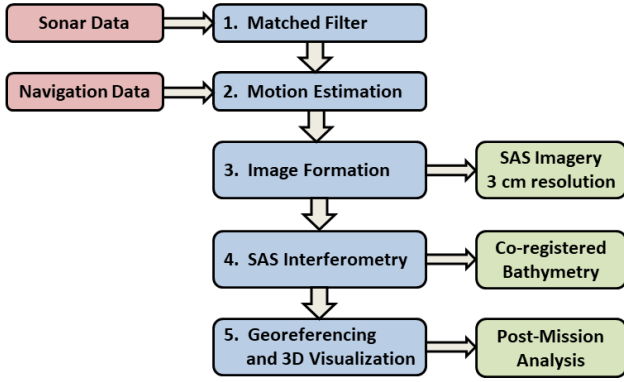 Sonar Data
1. Matched Filter
Navigation Data
2. Motion Estimation
3. Image Formation
SAS Imagery
3 cm resolution
4. SAS Interferometry
Co-registered
Bathymetry
5. Georeferencing
and 3D Visualization
Post-Mission
Analysis